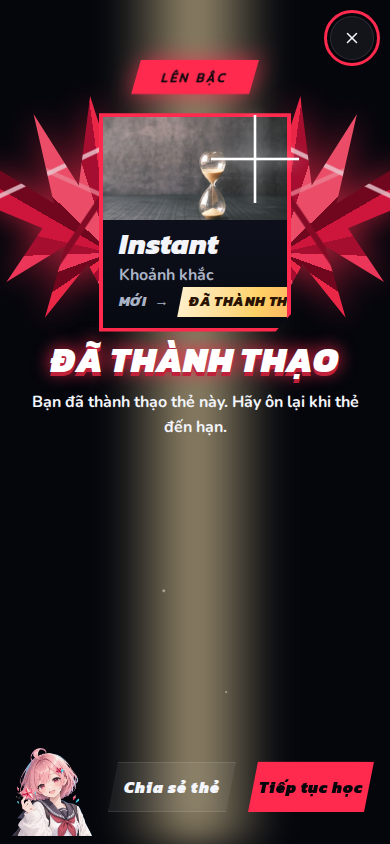 LÊN BẬC
Instant
Khoảnh khắc
MỚI → ĐÃ THÀNH TH
ĐÃ THÀNH THẠO
Bạn đã thành thạo thẻ này. Hãy ôn lại khi thẻ
đến hạn.
Chia sẻ thẻ
Tiếp tục học